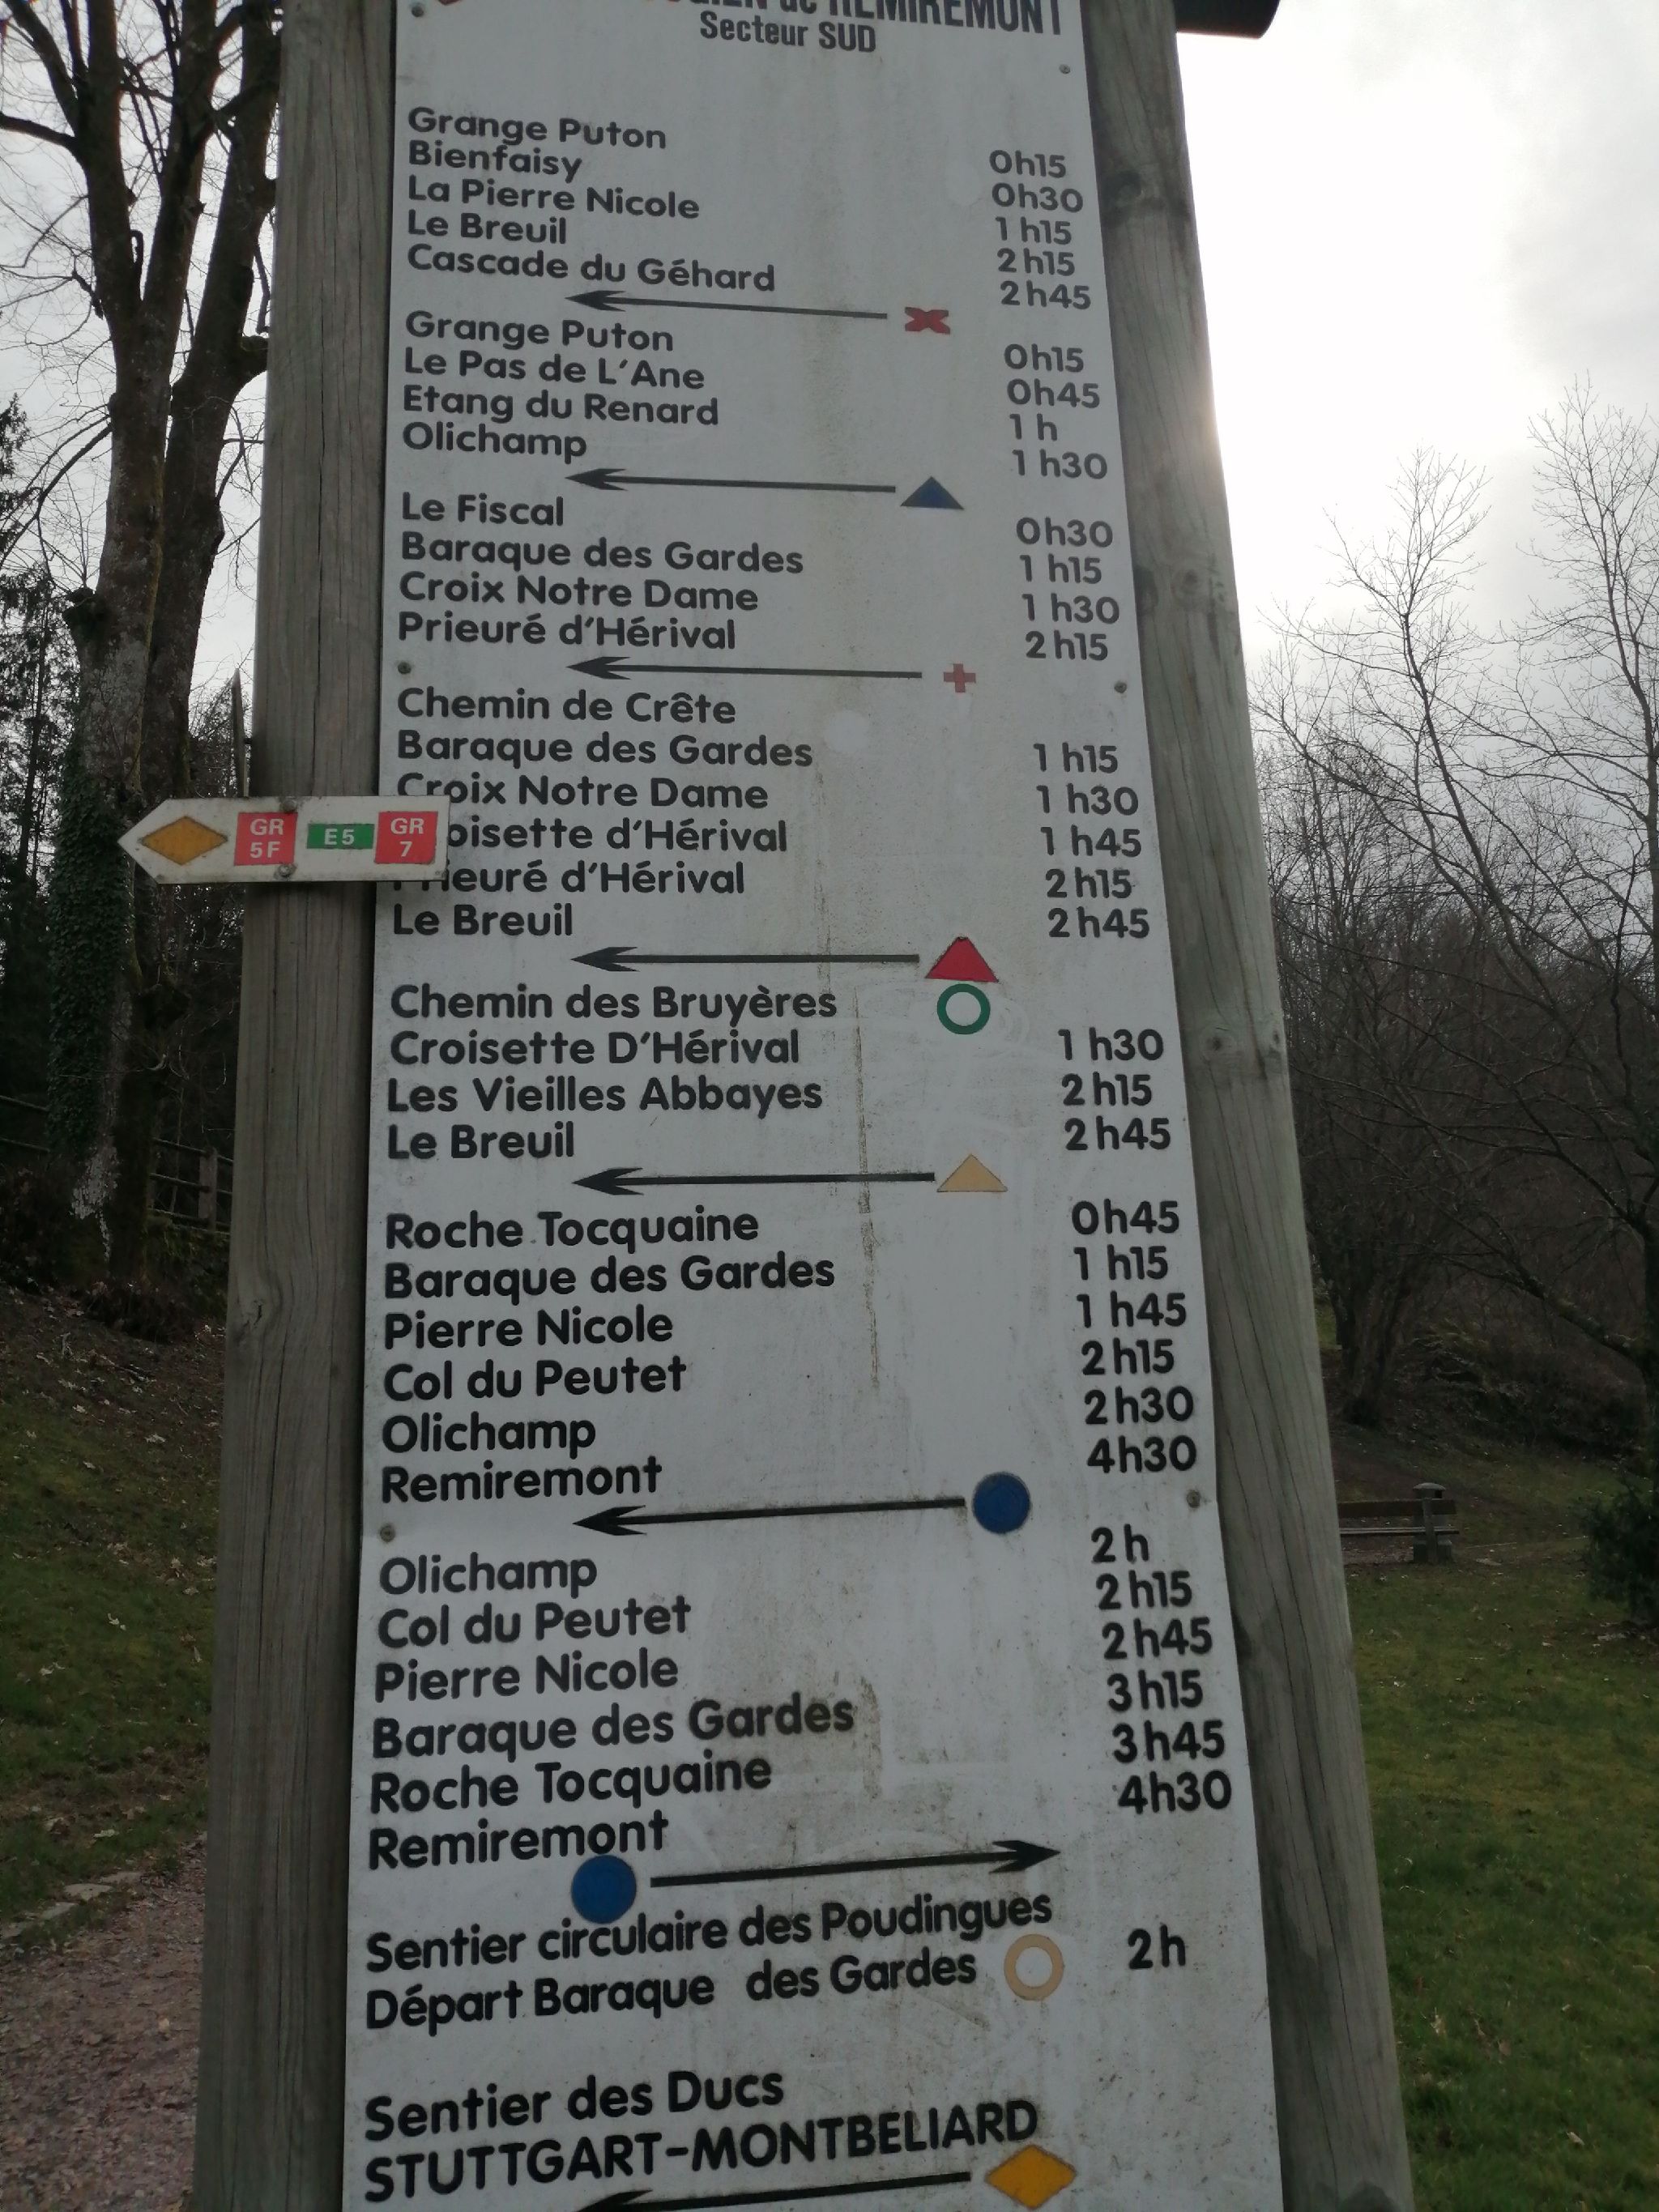 de REMIREMONT
Secteur SUD
Grange Puton 0h15
Bienfaisy 0h30
La Pierre Nicole 1h15
Le Breuil 2h15
Cascade du Géhard 2h45
Grange Puton 0h15
Le Pas de L'Ane 0h45
Etang du Renard 1h
Olichamp 1h30
Le Fiscal 0h30
Baraque des Gardes 1h15
Croix Notre Dame 1h30
Prieuré d'Hérival 2h15
Chemin de Crête
Baraque des Gardes 1h15
Croix Notre Dame 1h30
GR 5F E5 GR 7
oisette d'Hérival 1h45
Prieuré d'Hérival 2h15
Le Breuil 2h45
Chemin des Bruyères
Croisette D'Hérival 1h30
Les Vieilles Abbayes 2h15
Le Breuil 2h45
Roche Tocquaine 0h45
Baraque des Gardes 1h15
Pierre Nicole 1h45
Col du Peutet 2h15
Olichamp 2h30
Remiremont 4h30
Olichamp 2h
Col du Peutet 2h15
Pierre Nicole 2h45
Baraque des Gardes 3h15
Roche Tocquaine 3h45
Remiremont 4h30
Sentier circulaire des Poudingues
Départ Baraque des Gardes 2h
Sentier des Ducs
STUTTGART-MONTBELIARD